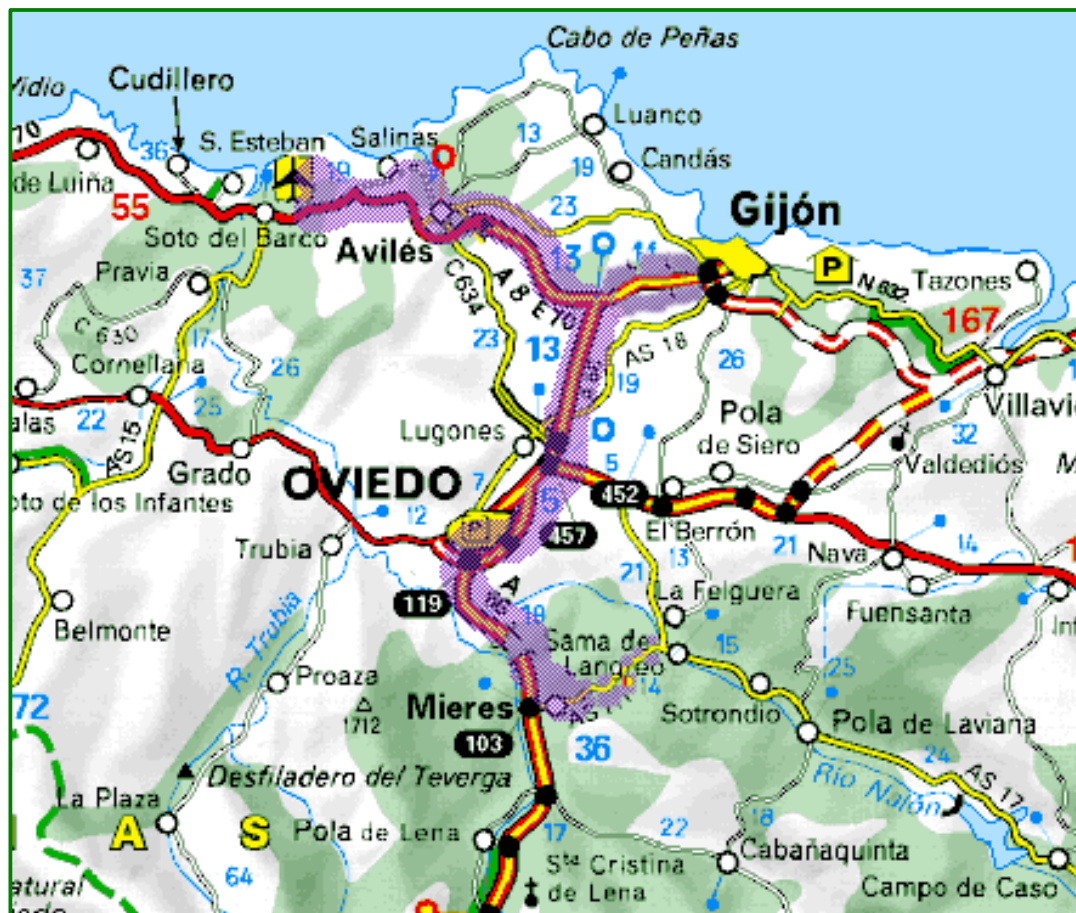 Cabo de Peñas
Cudillero
Vidio
Luanco
70
13
S. Esteban
Salinas
36
19
Candás
19
de Luiña
55
23
Gijón
Soto del Barco
Avilés
13
11
P
N 632
Tazones
37
Pravia
C 634
A 8 E 70
167
C 630
17
23
13
AS 18
26
Cornellana
26
19
22
25
Pola
de Siero
Villavi
alas
AS 15
Lugones
32
Grado
7
5
Valdediós
OVIEDO
5
452
oto de los Infantes
12
457
El Berrón
21
Nava
14
Trubia
A
13
21
La Felguera
Fuensanta
119
18
Belmonte
R. Trubia
Sama de
Langreo
15
25
Proaza
14
72
1712
Mieres
Sotrondio
Pola de Laviana
103
36
24
Desfiladero del Teverga
Río Nalón
AS 17
La Plaza
A
S
Pola de Lena
17
22
18
Cabañaquinta
64
Sta Cristina
de Lena
Campo de Caso
atural